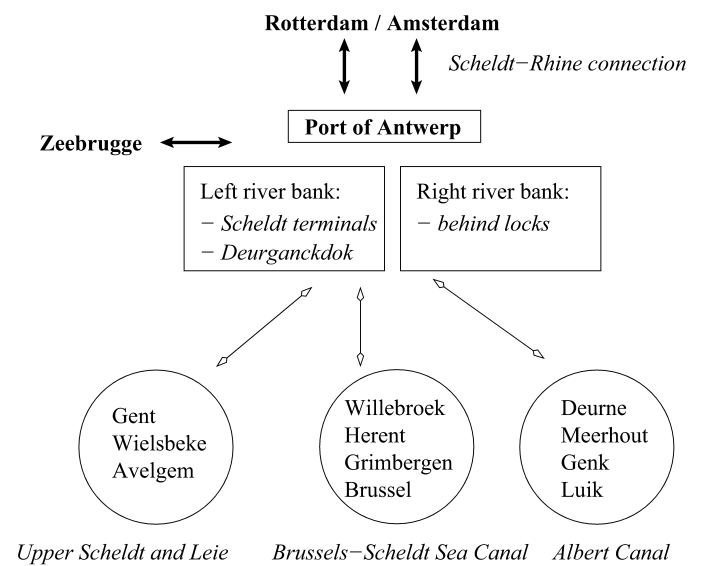 Rotterdam / Amsterdam
Scheldt−Rhine connection
Port of Antwerp
Zeebrugge
Left river bank:
− Scheldt terminals
− Deurganckdok
Right river bank:
− behind locks
Gent
Wielsbeke
Avelgem
Willebroek
Herent
Grimbergen
Brussel
Deurne
Meerhout
Genk
Luik
Upper Scheldt and Leie
Brussels−Scheldt Sea Canal
Albert Canal